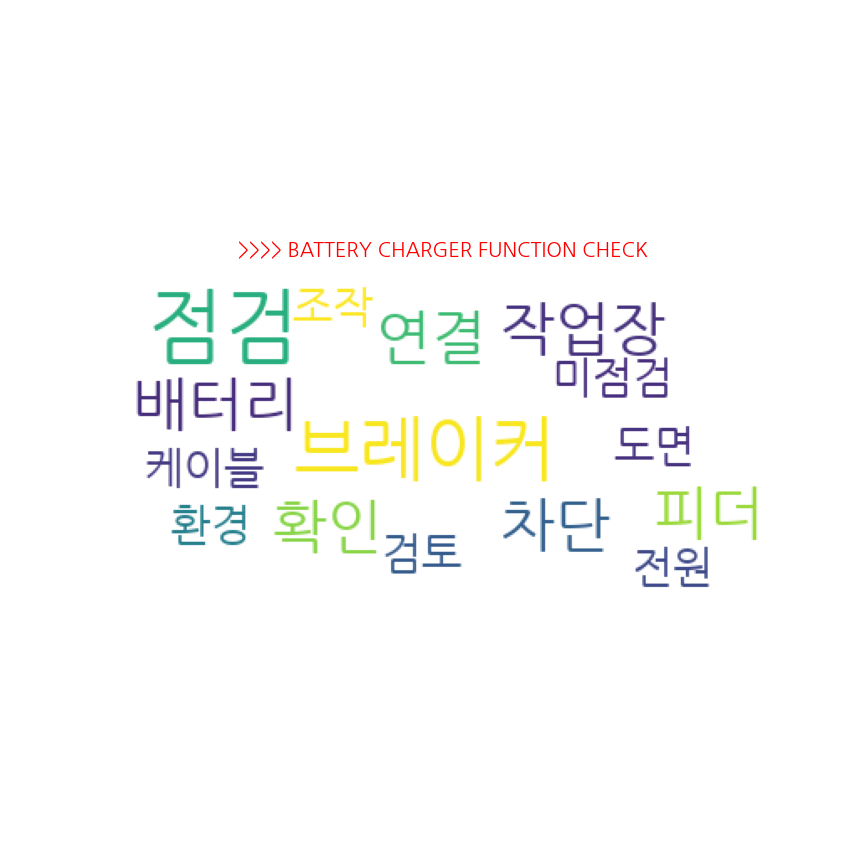 >>>> BATTERY CHARGER FUNCTION CHECK
점검 조작 연결 작업장
미점검
배터리 브레이커 도면
케이블
환경 확인 검토 차단 피더
전원